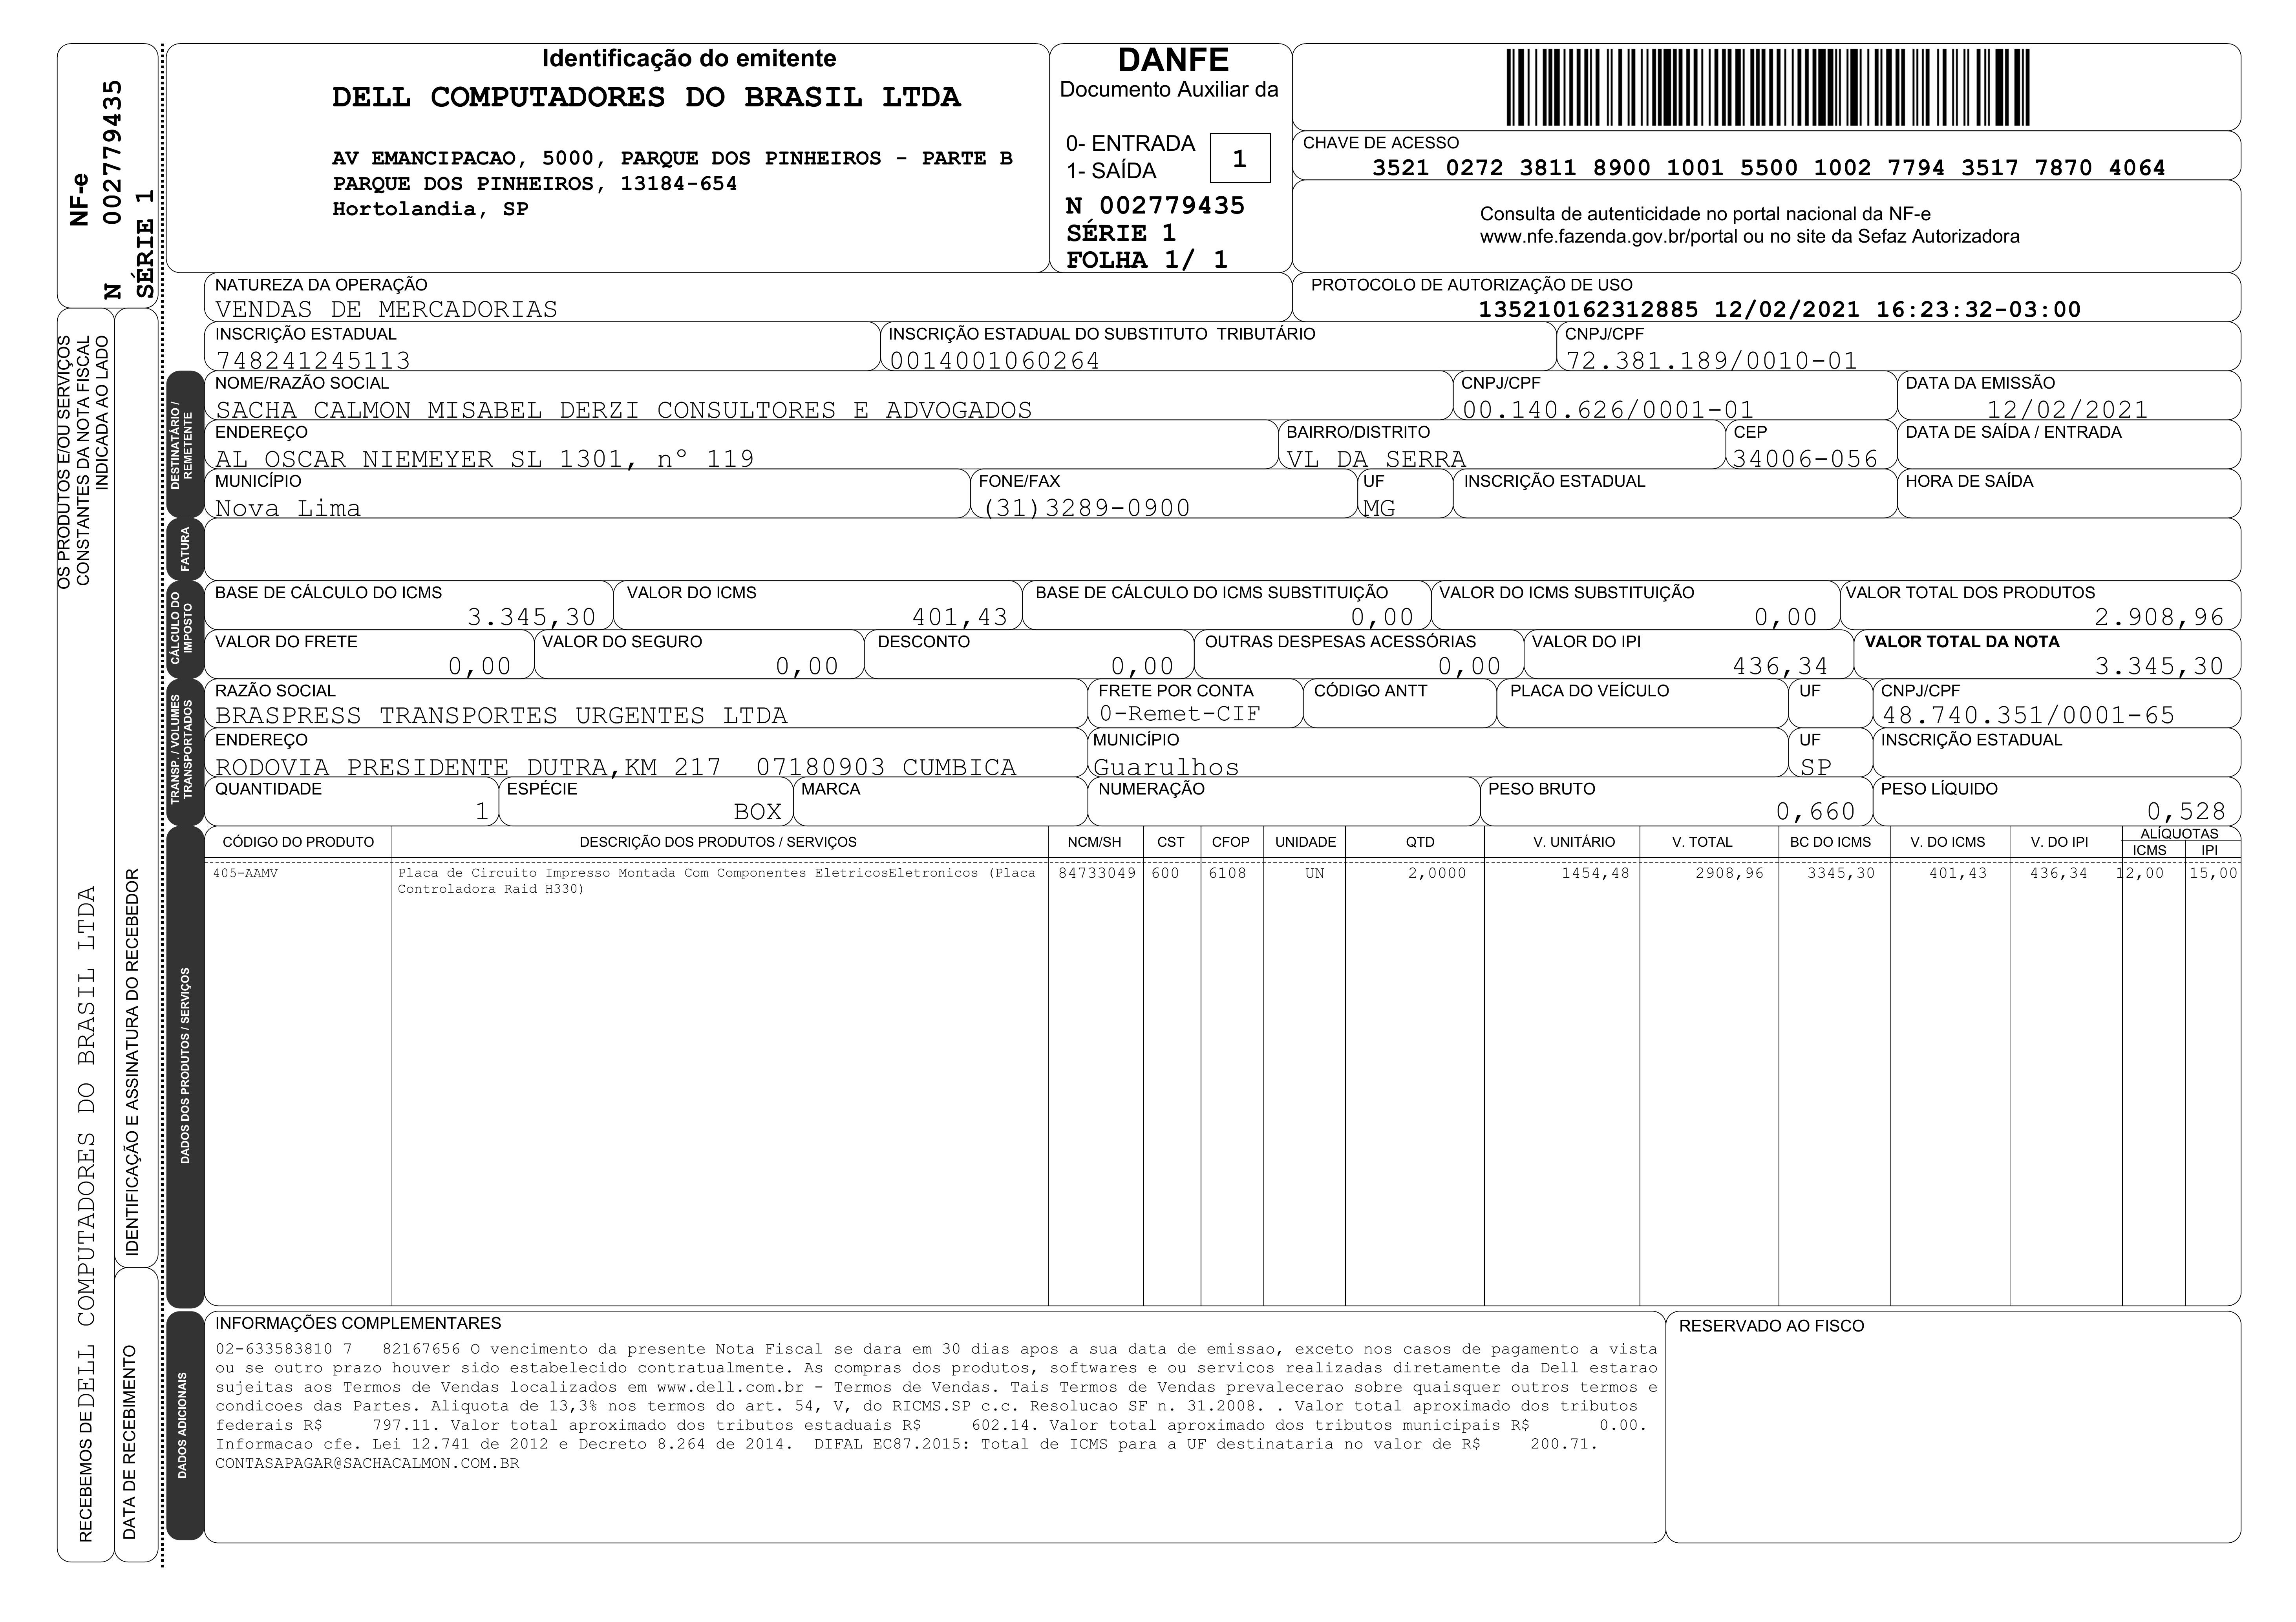 NF-e
N 002779435
SÉRIE 1
OS PRODUTOS E/OU SERVIÇOS
CONSTANTES DA NOTA FISCAL
INDICADA AO LADO
RECEBEMOS DE DELL COMPUTADORES DO BRASIL LTDA
IDENTIFICAÇÃO E ASSINATURA DO RECEBEDOR
DATA DE RECEBIMENTO
Identificação do emitente
DELL COMPUTADORES DO BRASIL LTDA
AV EMANCIPACAO, 5000, PARQUE DOS PINHEIROS - PARTE B
PARQUE DOS PINHEIROS, 13184-654
Hortolandia, SP
DANFE
Documento Auxiliar da
0- ENTRADA
1- SAÍDA
1
N 002779435
SÉRIE 1
FOLHA 1/ 1
CHAVE DE ACESSO
3521 0272 3811 8900 1001 5500 1002 7794 3517 7870 4064
Consulta de autenticidade no portal nacional da NF-e
www.nfe.fazenda.gov.br/portal ou no site da Sefaz Autorizadora
NATUREZA DA OPERAÇÃO
VENDAS DE MERCADORIAS
PROTOCOLO DE AUTORIZAÇÃO DE USO
135210162312885 12/02/2021 16:23:32-03:00
INSCRIÇÃO ESTADUAL
748241245113
INSCRIÇÃO ESTADUAL DO SUBSTITUTO TRIBUTÁRIO
0014001060264
CNPJ/CPF
72.381.189/0010-01
DESTINATÁRIO /
REMETENTE
NOME/RAZÃO SOCIAL
SACHA CALMON MISABEL DERZI CONSULTORES E ADVOGADOS
CNPJ/CPF
00.140.626/0001-01
DATA DA EMISSÃO
12/02/2021
ENDEREÇO
AL OSCAR NIEMEYER SL 1301, nº 119
BAIRRO/DISTRITO
VL DA SERRA
CEP
34006-056
DATA DE SAÍDA / ENTRADA
MUNICÍPIO
Nova Lima
FONE/FAX
(31)3289-0900
UF
MG
INSCRIÇÃO ESTADUAL
HORA DE SAÍDA
FATURA
CÁLCULO DO
IMPOSTO
BASE DE CÁLCULO DO ICMS
3.345,30
VALOR DO ICMS
401,43
BASE DE CÁLCULO DO ICMS SUBSTITUIÇÃO
0,00
VALOR DO ICMS SUBSTITUIÇÃO
0,00
VALOR TOTAL DOS PRODUTOS
2.908,96
VALOR DO FRETE
0,00
VALOR DO SEGURO
0,00
DESCONTO
0,00
OUTRAS DESPESAS ACESSÓRIAS
0,00
VALOR DO IPI
436,34
VALOR TOTAL DA NOTA
3.345,30
TRANSP. / VOLUMES
TRANSPORTADOS
RAZÃO SOCIAL
BRASPRESS TRANSPORTES URGENTES LTDA
FRETE POR CONTA
0-Remet-CIF
CÓDIGO ANTT
PLACA DO VEÍCULO
UF
CNPJ/CPF
48.740.351/0001-65
ENDEREÇO
RODOVIA PRESIDENTE DUTRA,KM 217 07180903 CUMBICA
MUNICÍPIO
Guarulhos
UF
SP
INSCRIÇÃO ESTADUAL
QUANTIDADE
1
ESPÉCIE
BOX
MARCA
NUMERAÇÃO
PESO BRUTO
0,660
PESO LÍQUIDO
0,528
DADOS DOS PRODUTOS / SERVIÇOS
CÓDIGO DO PRODUTO DESCRIÇÃO DOS PRODUTOS / SERVIÇOS NCM/SH CST CFOP UNIDADE QTD V. UNITÁRIO V. TOTAL BC DO ICMS V. DO ICMS V. DO IPI ALÍQUOTAS
ICMS IPI
405-AAMV Placa de Circuito Impresso Montada Com Componentes EletricosEletronicos (Placa 84733049 600 6108 UN 2,0000 1454,48 2908,96 3345,30 401,43 436,34 12,00 15,00
Controladora Raid H330)
DADOS ADICIONAIS
INFORMAÇÕES COMPLEMENTARES
02-633583810 7 82167656 O vencimento da presente Nota Fiscal se dara em 30 dias apos a sua data de emissao, exceto nos casos de pagamento a vista
ou se outro prazo houver sido estabelecido contratualmente. As compras dos produtos, softwares e ou servicos realizadas diretamente da Dell estarao
sujeitas aos Termos de Vendas localizados em www.dell.com.br - Termos de Vendas. Tais Termos de Vendas prevalecerao sobre quaisquer outros termos e
condicoes das Partes. Aliquota de 13,3% nos termos do art. 54, V, do RICMS.SP c.c. Resolucao SF n. 31.2008. . Valor total aproximado dos tributos
federais R$ 797.11. Valor total aproximado dos tributos estaduais R$ 602.14. Valor total aproximado dos tributos municipais R$ 0.00.
Informacao cfe. Lei 12.741 de 2012 e Decreto 8.264 de 2014. DIFAL EC87.2015: Total de ICMS para a UF destinataria no valor de R$ 200.71.
CONTASAPAGAR@SACHACALMON.COM.BR
RESERVADO AO FISCO